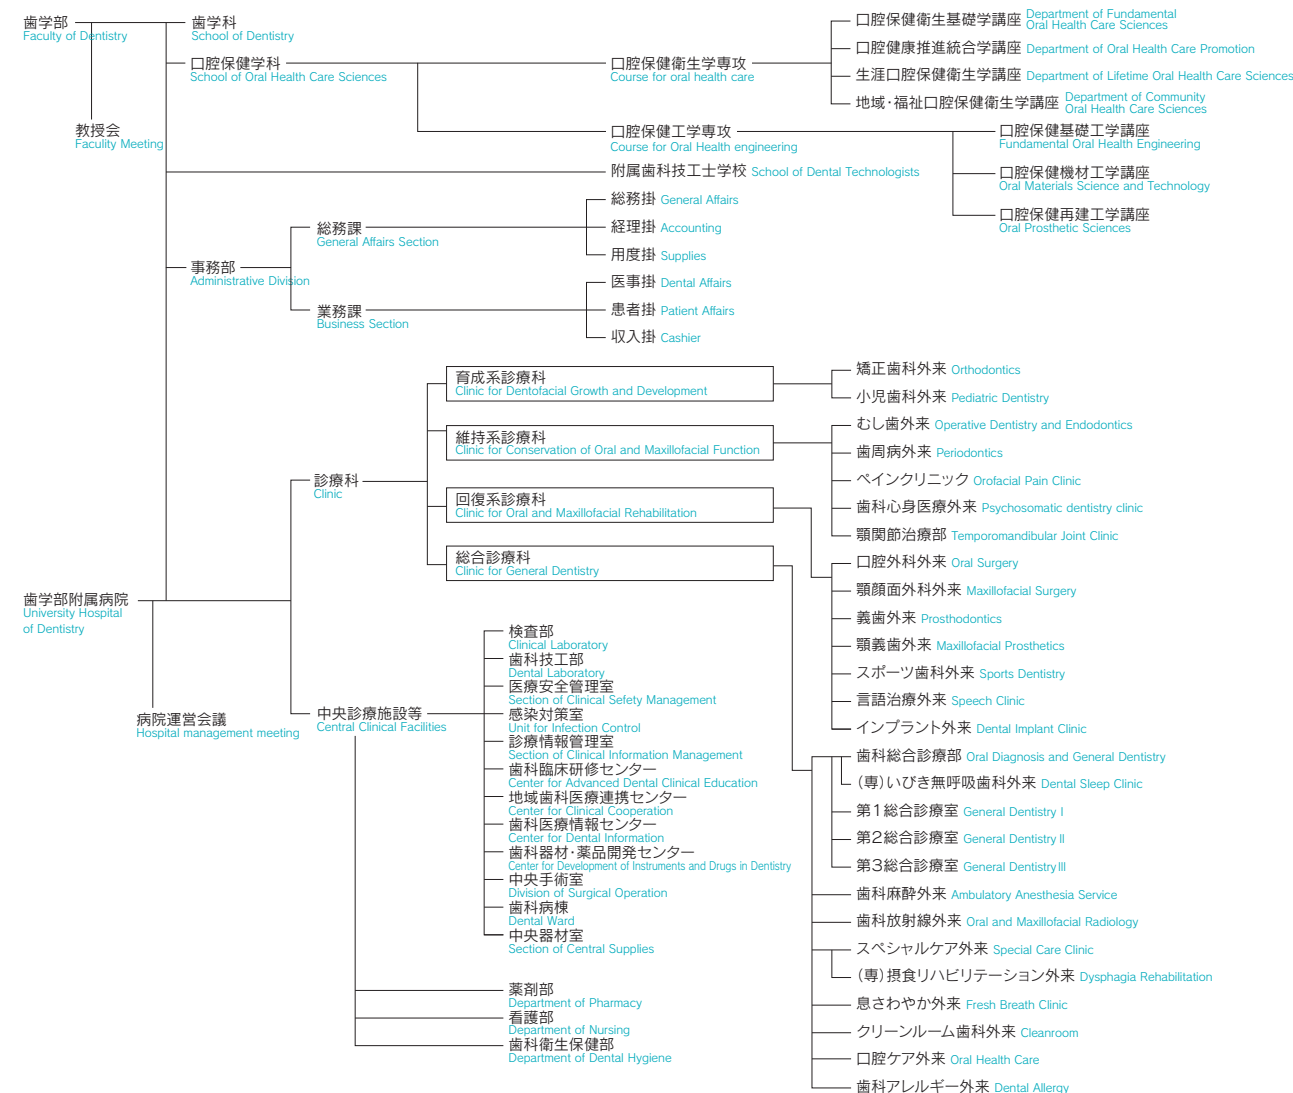 歯学部
Faculty of Dentistry
教授会
Faculity Meeting
歯学科
School of Dentistry
口腔保健学科
School of Oral Health Care Sciences
口腔保健衛生学専攻
Course for oral health care
口腔保健衛生基礎学講座 Department of Fundamental
Oral Health Care Sciences
口腔健康推進統合学講座 Department of Oral Health Care Promotion
生涯口腔保健衛生学講座 Department of Lifetime Oral Health Care Sciences
地域・福祉口腔保健衛生学講座 Department of Community
Oral Health Care Sciences
口腔保健工学専攻
Course for Oral Health engineering
口腔保健基礎工学講座
Fundamental Oral Health Engineering
口腔保健機材工学講座
Oral Materials Science and Technology
口腔保健再建工学講座
Oral Prosthetic Sciences
附属歯科技工士学校 School of Dental Technologists
事務部
Administrative Division
総務課
General Affairs Section
総務掛 General Affairs
経理掛 Accounting
用度掛 Supplies
業務課
Business Section
医事掛 Dental Affairs
患者掛 Patient Affairs
収入掛 Cashier
歯学部附属病院
University Hospital
of Dentistry
病院運営会議
Hospital management meeting
診療科
Clinic
育成系診療科
Clinic for Dentofacial Growth and Development
矯正歯科外来 Orthodontics
小児歯科外来 Pediatric Dentistry
維持系診療科
Clinic for Conservation of Oral and Maxillofacial Function
むし歯外来 Operative Dentistry and Endodontics
歯周病外来 Periodontics
ペインクリニック Orofacial Pain Clinic
歯科心身医療外来 Psychosomatic dentistry clinic
顎関節治療部 Temporomandibular Joint Clinic
回復系診療科
Clinic for Oral and Maxillofacial Rehabilitation
口腔外科外来 Oral Surgery
顎顔面外科外来 Maxillofacial Surgery
義歯外来 Prosthodontics
顎義歯外来 Maxillofacial Prosthetics
スポーツ歯科外来 Sports Dentistry
言語治療外来 Speech Clinic
インプラント外来 Dental Implant Clinic
総合診療科
Clinic for General Dentistry
歯科総合診療部 Oral Diagnosis and General Dentistry
（専）いびき無呼吸歯科外来 Dental Sleep Clinic
第1総合診療室 General Dentistry I
第2総合診療室 General Dentistry II
第3総合診療室 General Dentistry III
歯科麻酔外来 Ambulatory Anesthesia Service
歯科放射線外来 Oral and Maxillofacial Radiology
スペシャルケア外来 Special Care Clinic
（専）摂食リハビリテーション外来 Dysphagia Rehabilitation
息さわやか外来 Fresh Breath Clinic
クリーンルーム歯科外来 Cleanroom
口腔ケア外来 Oral Health Care
歯科アレルギー外来 Dental Allergy
中央診療施設等
Central Clinical Facilities
検査部
Clinical Laboratory
歯科技工部
Dental Laboratory
医療安全管理室
Section of Clinical Safety Management
感染対策室
Unit for Infection Control
診療情報管理室
Section of Clinical Information Management
歯科臨床研修センター
Center for Advanced Dental Clinical Education
地域歯科医療連携センター
Center for Clinical Cooperation
歯科医療情報センター
Center for Dental Information
歯科器材・薬品開発センター
Center for Development of Instruments and Drugs in Dentistry
中央手術室
Division of Surgical Operation
歯科病棟
Dental Ward
中央器材室
Section of Central Supplies
薬剤部
Department of Pharmacy
看護部
Department of Nursing
歯科衛生保健部
Department of Dental Hygiene